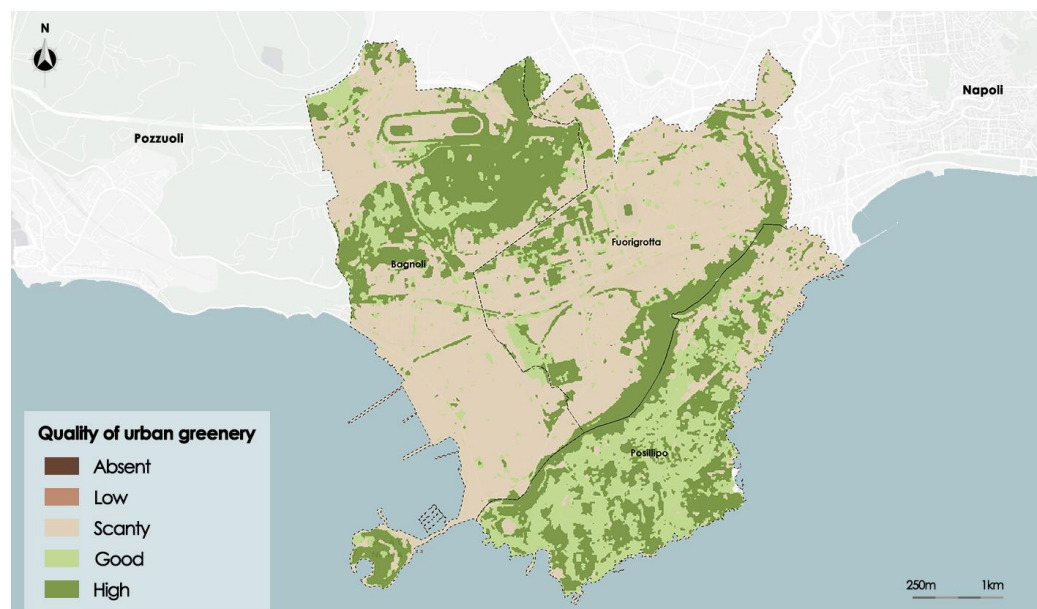 N
Napoli
Pozzuoli
Fuorigrotta
Bagnoli
Posillipo
Quality of urban greenery
Absent
Low
Scanty
Good
High
250m 1km